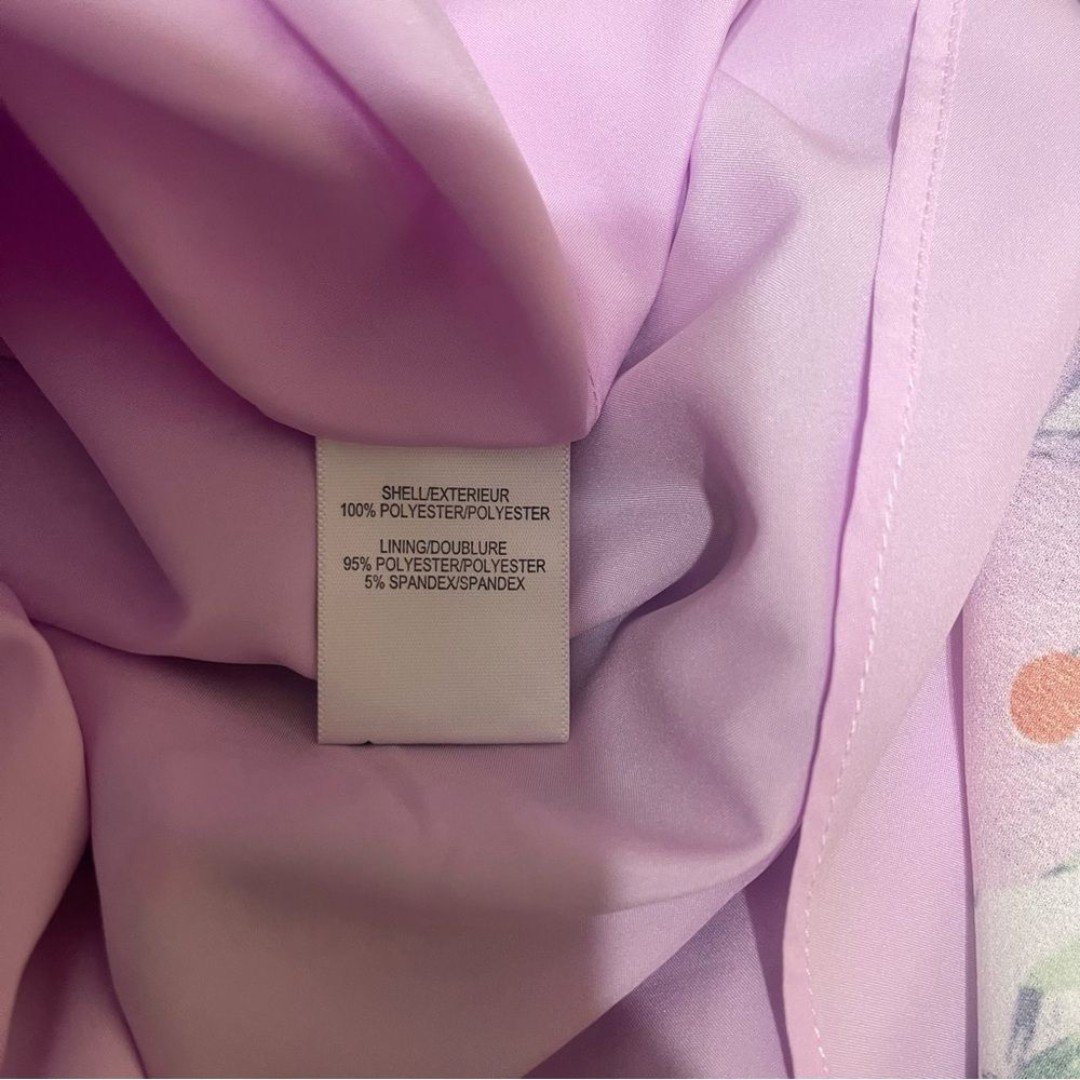 SHELL/EXTERIEUR
100% POLYESTER/POLYESTER
LINING/DOUBLURE
95% POLYESTER/POLYESTER
5% SPANDEX/SPANDEX